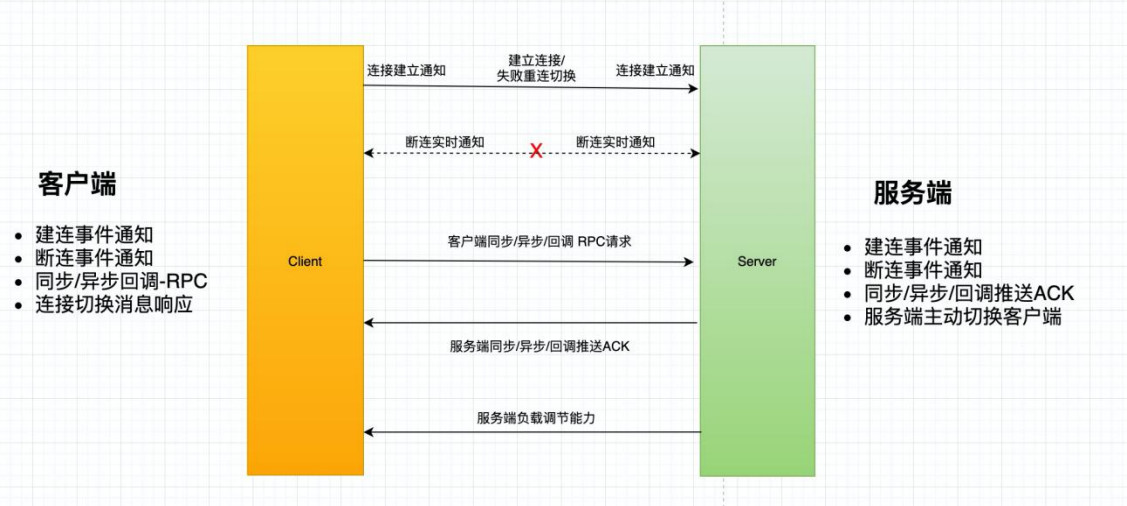 建立连接/
失败重连切换
连接建立通知
连接建立通知
断连实时通知
X
断连实时通知
客户端
建连事件通知
断连事件通知
同步/异步回调-RPC
连接切换消息响应
Client
客户端同步/异步/回调 RPC请求
服务端同步/异步/回调推送ACK
服务端负载调节能力
Server
服务端
建连事件通知
断连事件通知
同步/异步/回调推送ACK
服务端主动切换客户端